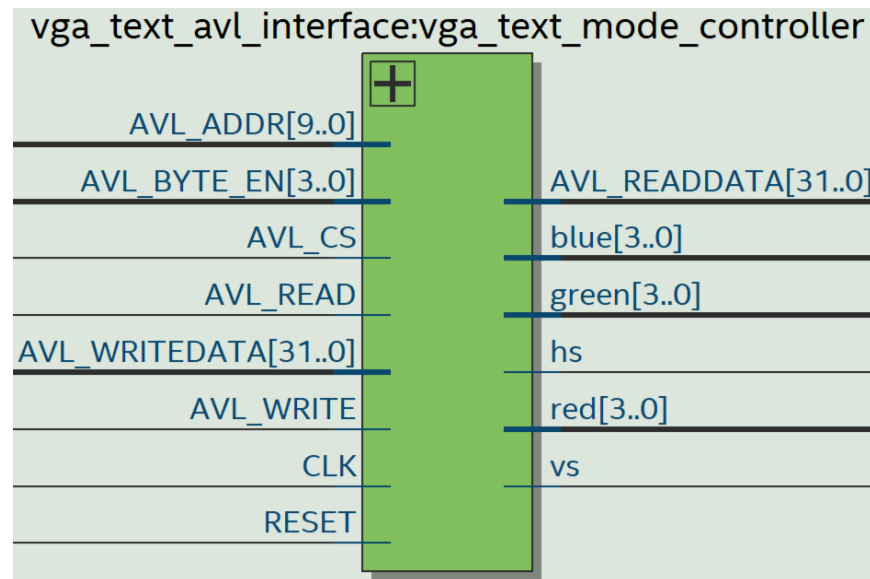 vga_text_avl_interface:vga_text_mode_controller
AVL_ADDR[9..0]
AVL_BYTE_EN[3..0]
AVL_CS
AVL_READ
AVL_WRITEDATA[31..0]
AVL_WRITE
CLK
RESET
AVL_READDATA[31..0]
blue[3..0]
green[3..0]
hs
red[3..0]
vs